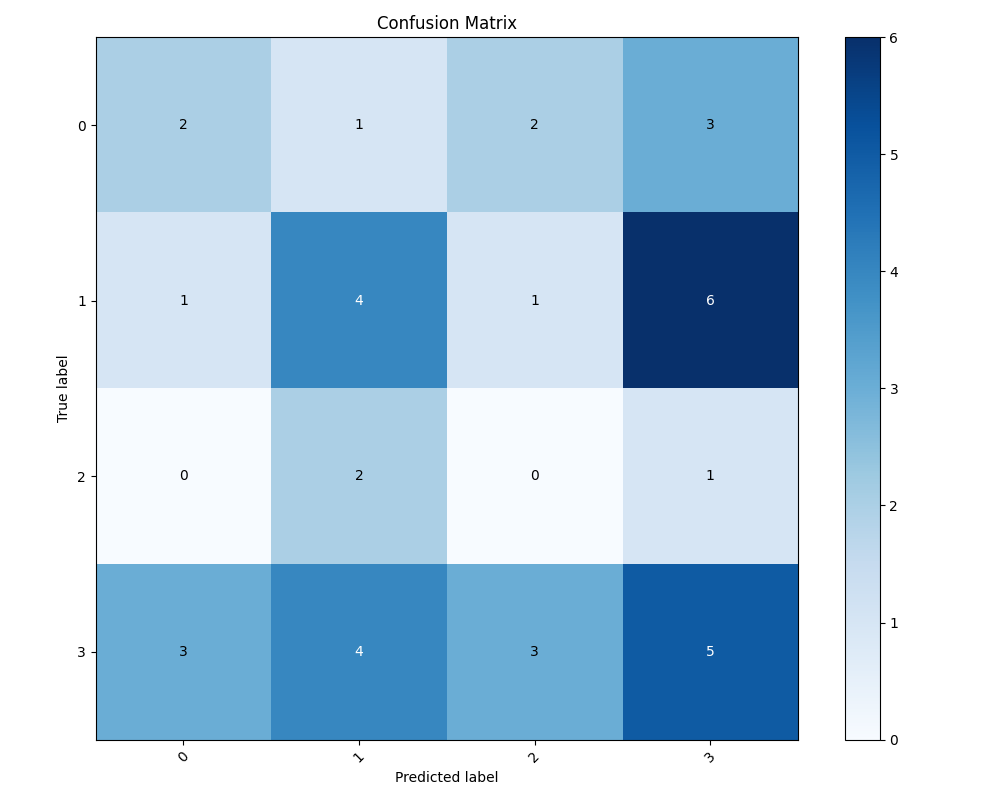 Confusion Matrix
0 2 1 2 3
1 1 4 1 6
2 0 2 0 1
3 3 4 3 5
0 1 2 3
True label
Predicted label
6
5
4
3
2
1
0